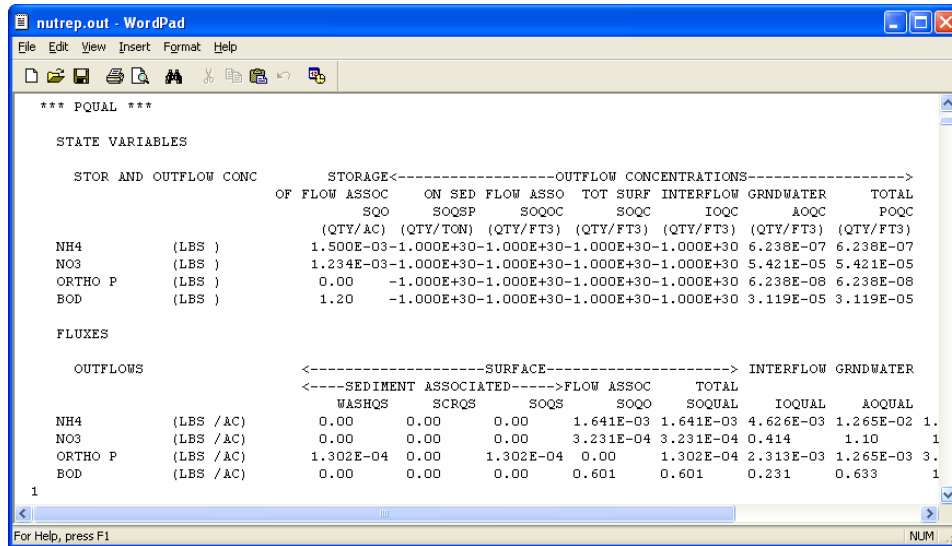 nutrep.out - WordPad
File Edit View Insert Format Help
*** PQUAL ***
STATE VARIABLES
STOR AND OUTFLOW CONC STORAGE<------------------OUTFLOW CONCENTRATIONS------------------->
OF FLOW ASSOC ON SED FLOW ASSO TOT SURF INTERFLOW GRNDWATER TOTAL
SQO SOQSP SOQOC SOQC IOQC AOQC POQC
(QTY/AC) (QTY/TON) (QTY/FT3) (QTY/FT3) (QTY/FT3) (QTY/FT3) (QTY/FT3)
NH4 (LBS ) 1.500E-03-1.000E+30-1.000E+30-1.000E+30-1.000E+30 6.238E-07 6.238E-07
NO3 (LBS ) 1.234E-03-1.000E+30-1.000E+30-1.000E+30-1.000E+30 5.421E-05 5.421E-05
ORTHO P (LBS ) 0.00 -1.000E+30-1.000E+30-1.000E+30-1.000E+30 6.238E-08 6.238E-08
BOD (LBS ) 1.20 -1.000E+30-1.000E+30-1.000E+30-1.000E+30 3.119E-05 3.119E-05
FLUXES
OUTFLOWS <---------------------SURFACE----------------------> INTERFLOW GRNDWATER
<----SEDIMENT ASSOCIATED----->FLOW ASSOC TOTAL
WASHQS SCRQS SOQS SOQO SOQUAL IOQUAL AOQUAL
NH4 (LBS /AC) 0.00 0.00 0.00 1.641E-03 1.641E-03 4.626E-03 1.265E-02 1.
NO3 (LBS /AC) 0.00 0.00 0.00 3.231E-04 3.231E-04 0.414 1.10 1
ORTHO P (LBS /AC) 1.302E-04 0.00 1.302E-04 0.00 1.302E-04 2.313E-03 1.265E-03 3.
BOD (LBS /AC) 0.00 0.00 0.00 0.601 0.601 0.231 0.633 1
1
For Help, press F1 NUM